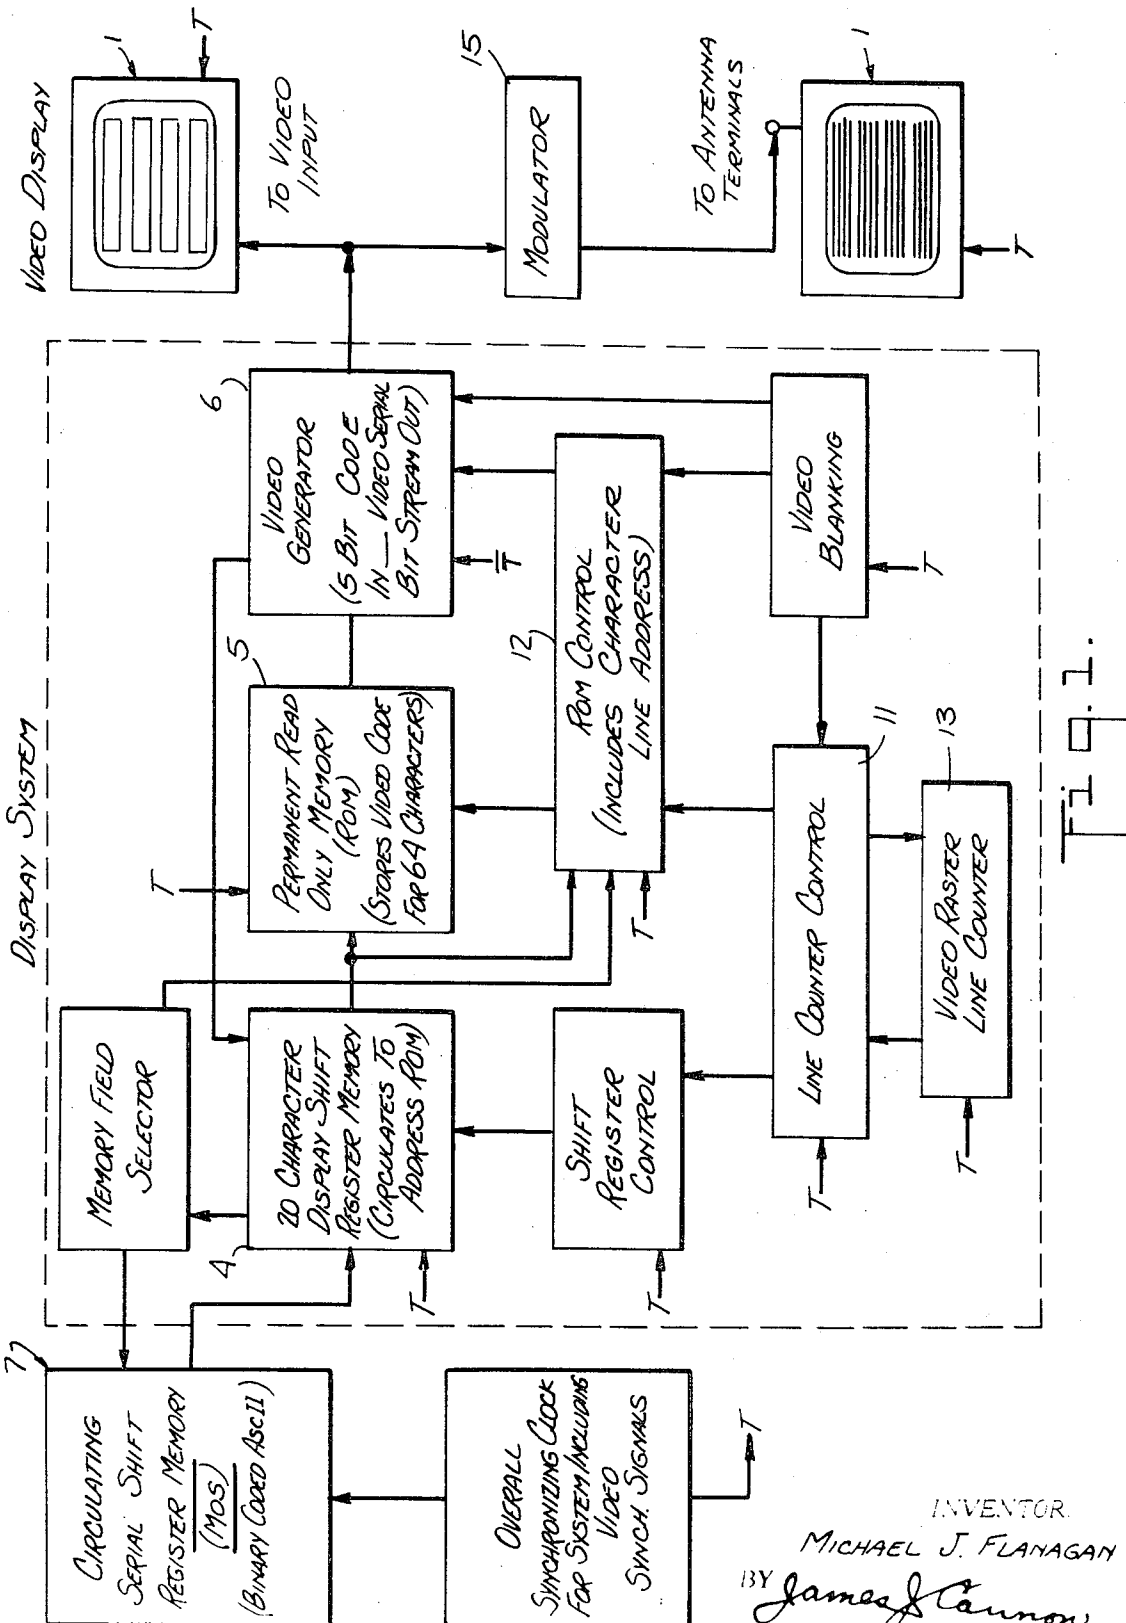 DISPLAY SYSTEM
VIDEO DISPLAY
7
CIRCULATING
SERIAL SHIFT
REGISTER MEMORY
(MOS)
(BINARY CODED ASCII)
OVERALL
SYNCHRONIZING CLOCK
FOR SYSTEM INCLUDING
VIDEO
SYNCH. SIGNALS
T
MEMORY FIELD
SELECTOR
4
20 CHARACTER
DISPLAY SHIFT
REGISTER MEMORY
(CIRCULATES TO
ADDRESS ROM)
T
SHIFT
REGISTER
CONTROL
T
T
5
PERMANENT READ
ONLY MEMORY
(ROM)
(STORES VIDEO CODE
FOR 64 CHARACTERS)
6
VIDEO
GENERATOR
(5 BIT CODE
IN __ VIDEO SERIAL
BIT STREAM OUT)
T
12
ROM CONTROL
(INCLUDES CHARACTER
LINE ADDRESS)
T
VIDEO
BLANKING
T
11
LINE COUNTER CONTROL
T
13
VIDEO RASTER
LINE COUNTER
T
1
T
TO VIDEO
INPUT
15
MODULATOR
TO ANTENNA
TERMINALS
1
T
Fig. 1.
INVENTOR.
MICHAEL J. FLANAGAN
BY James J Cannon,